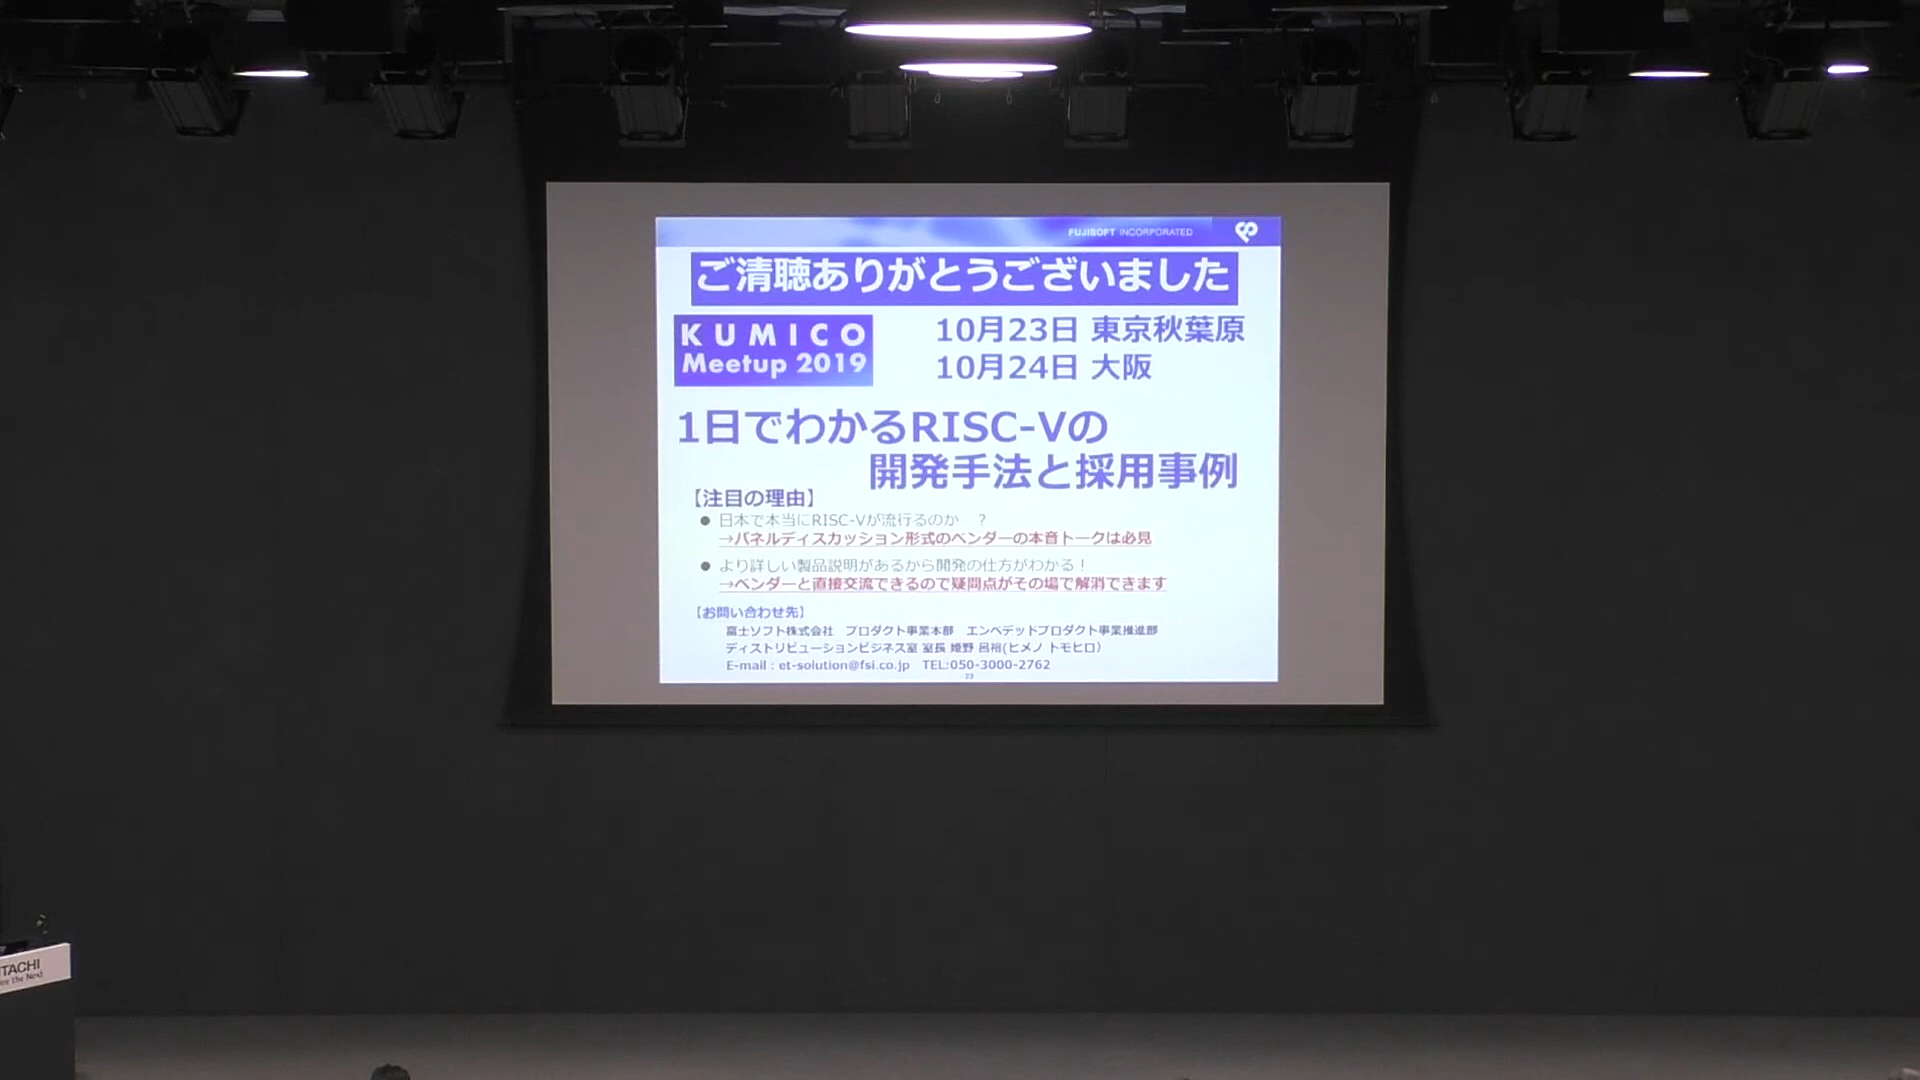 FUJISOFT INCORPORATED
ご清聴ありがとうございました
KUMICO
Meetup 2019
10月23日 東京秋葉原
10月24日 大阪
1日でわかるRISC-Vの
開発手法と採用事例
【注目の理由】
● 日本で本当にRISC-Vが流行るのか ?
→パネルディスカッション形式のベンダーの本音トークは必見
● より詳しい製品説明があるから開発の仕方がわかる!
→ベンダーと直接交流できるので疑問点がその場で解消できます
【お問い合わせ先】
富士ソフト株式会社 プロダクト事業本部 エンベデッドプロダクト事業推進部
ディストリビューションビジネス室 室長 姫野 呂裕(ヒメノ トモヒロ)
E-mail : et-solution@fsi.co.jp TEL:050-3000-2762
23
TACHI
the Next